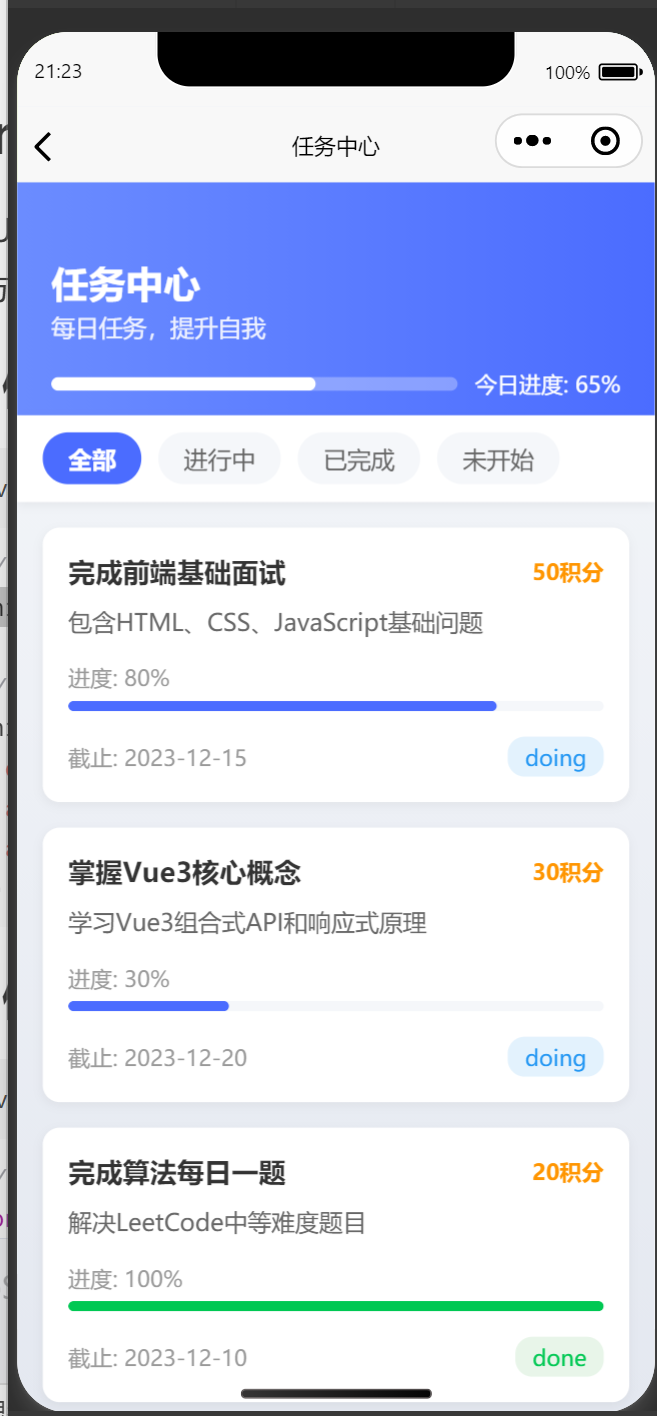 21:23
100%
任务中心
任务中心
每日任务，提升自我
今日进度: 65%
全部 进行中 已完成 未开始
完成前端基础面试
50积分
包含HTML、CSS、JavaScript基础问题
进度: 80%
截止: 2023-12-15
doing
掌握Vue3核心概念
30积分
学习Vue3组合式API和响应式原理
进度: 30%
截止: 2023-12-20
doing
完成算法每日一题
20积分
解决LeetCode中等难度题目
进度: 100%
截止: 2023-12-10
done